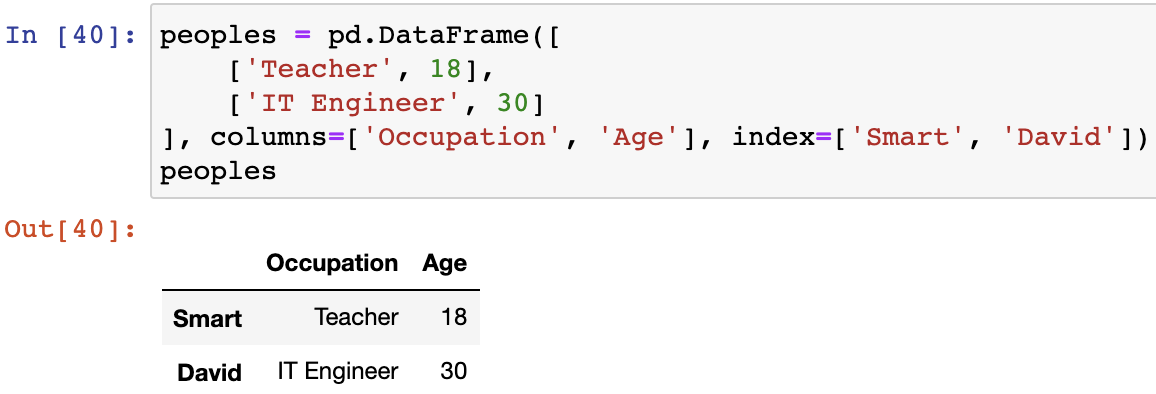 In [40]: peoples = pd.DataFrame([
    ['Teacher', 18],
    ['IT Engineer', 30]
], columns=['Occupation', 'Age'], index=['Smart', 'David'])
peoples
Out[40]:
Occupation Age
Smart Teacher 18
David IT Engineer 30